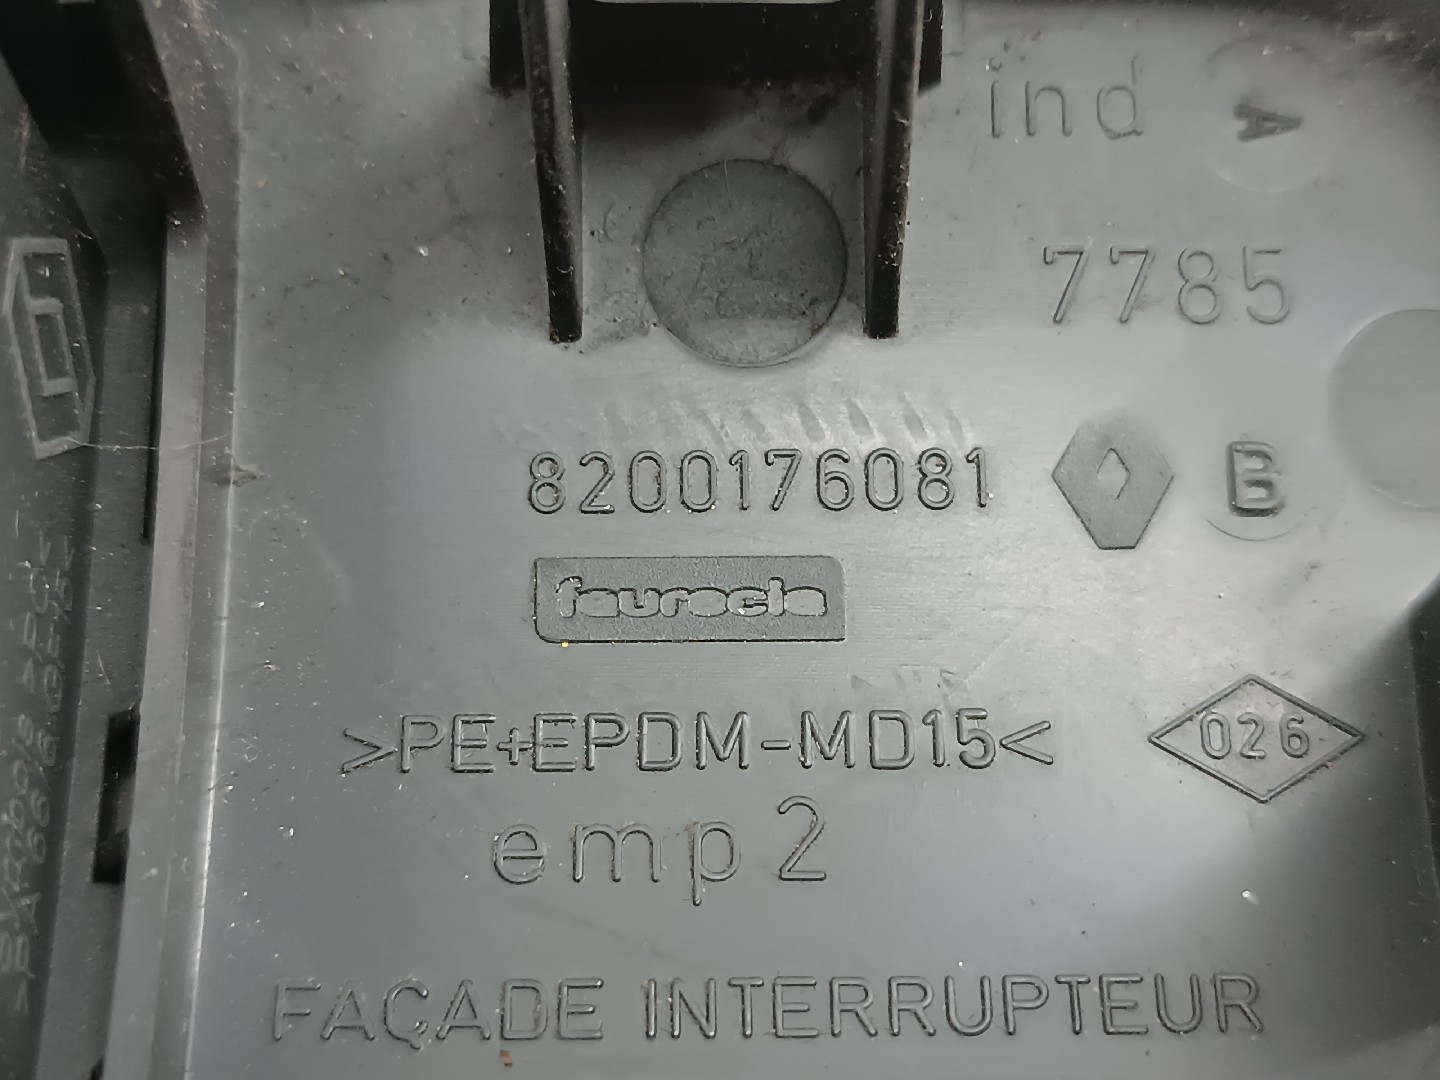 ind A
7785
8200176081 B
faurecia
>PE+EPDM-MD15< 026
emp 2
FAÇADE INTERRUPTEUR